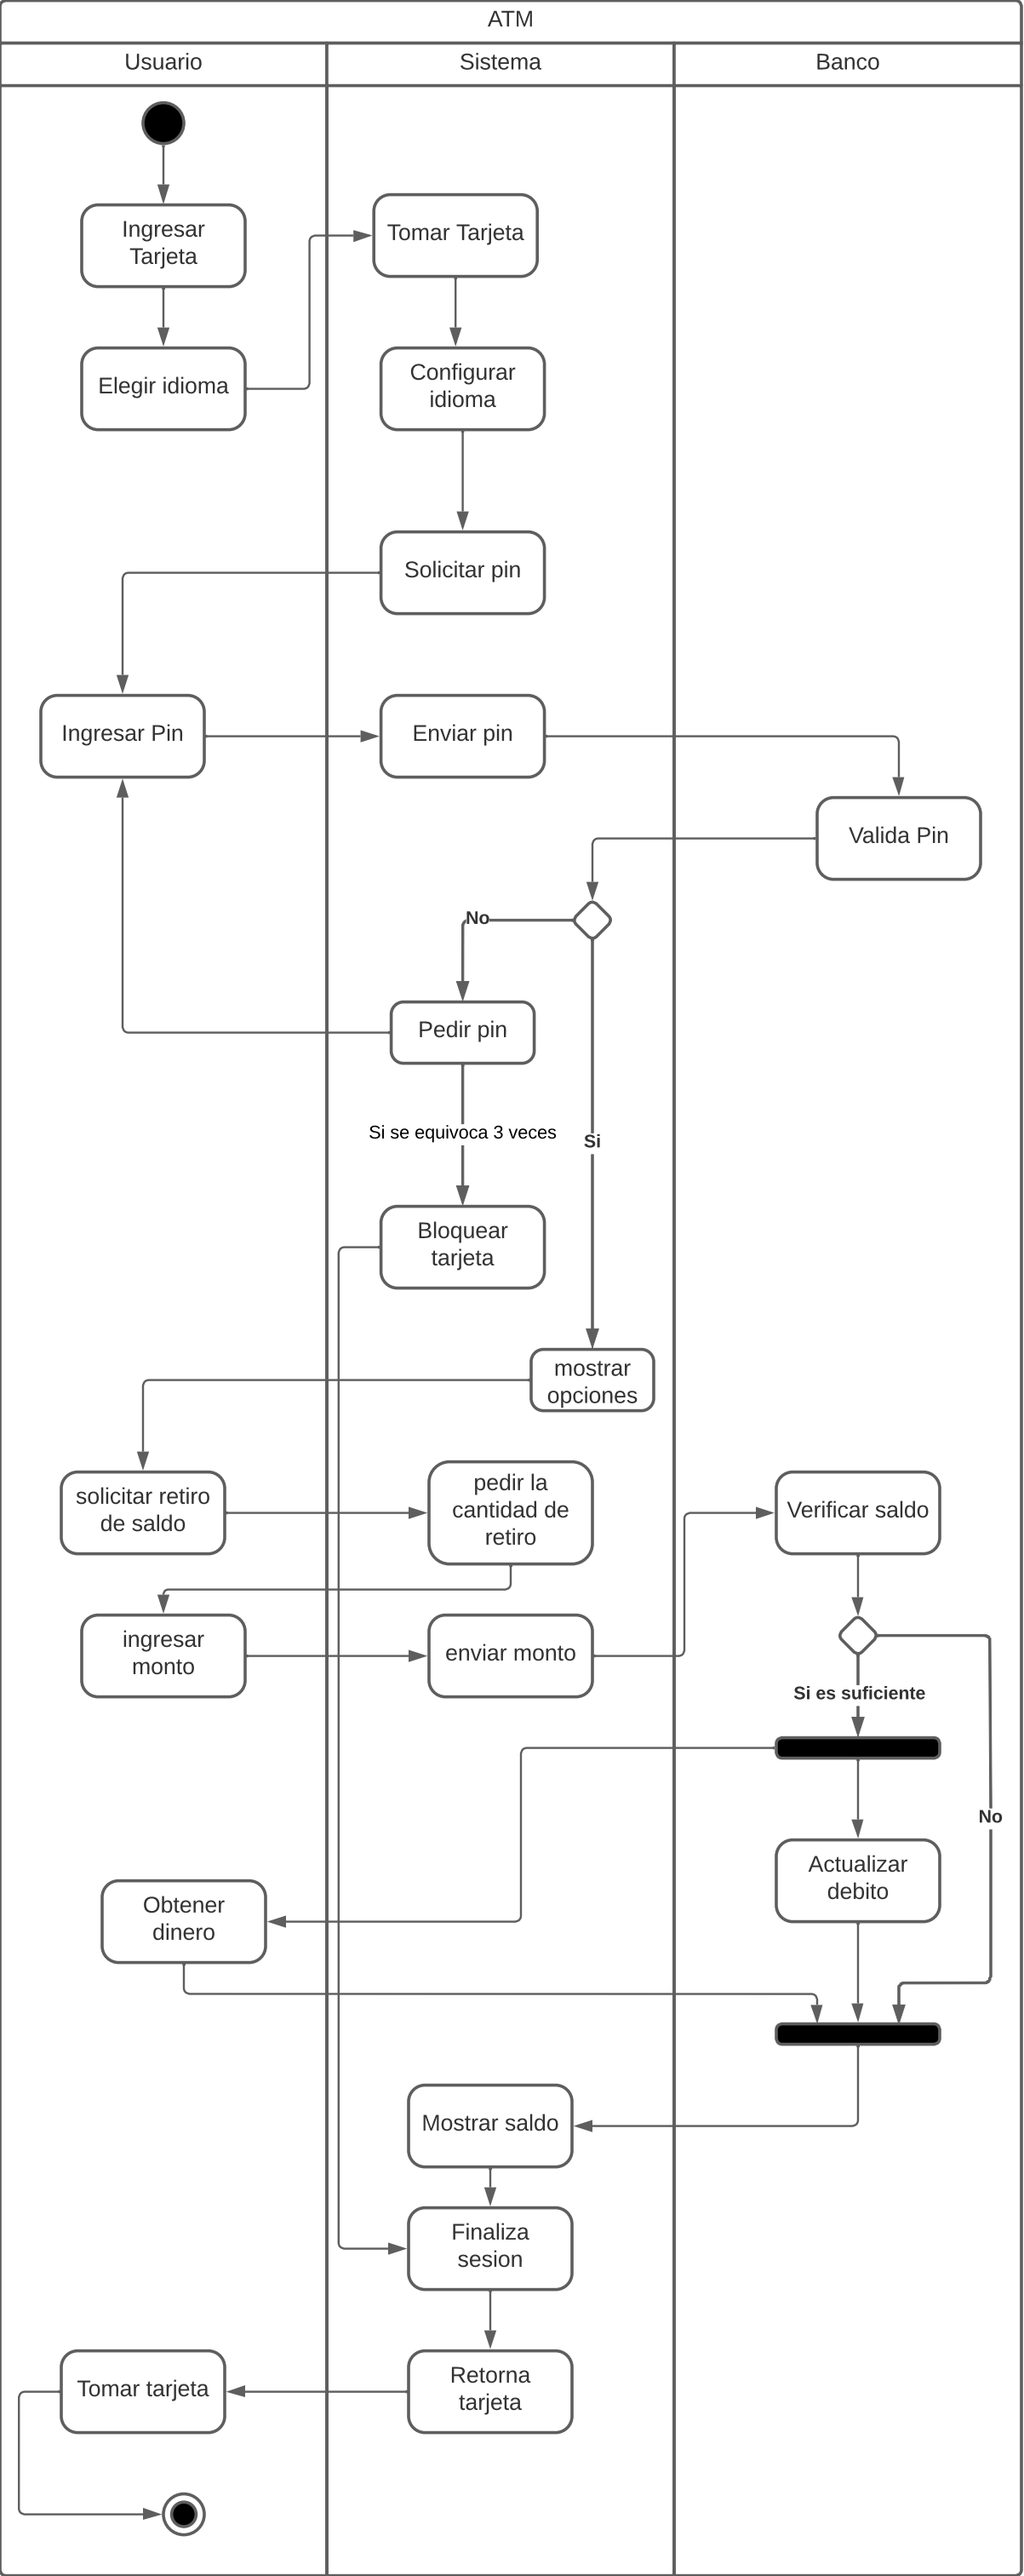 ATM
Usuario
Sistema
Banco
Ingresar
Tarjeta
Tomar Tarjeta
Elegir idioma
Configurar
idioma
Solicitar pin
Ingresar Pin
Enviar pin
Valida Pin
No
Pedir pin
Si se equivoca 3 veces
Si
Bloquear
tarjeta
mostrar
opciones
solicitar retiro
de saldo
pedir la
cantidad de
retiro
Verificar saldo
ingresar
monto
enviar monto
Si es suficiente
No
Actualizar
debito
Obtener
dinero
Mostrar saldo
Finaliza
sesion
Retorna
tarjeta
Tomar tarjeta